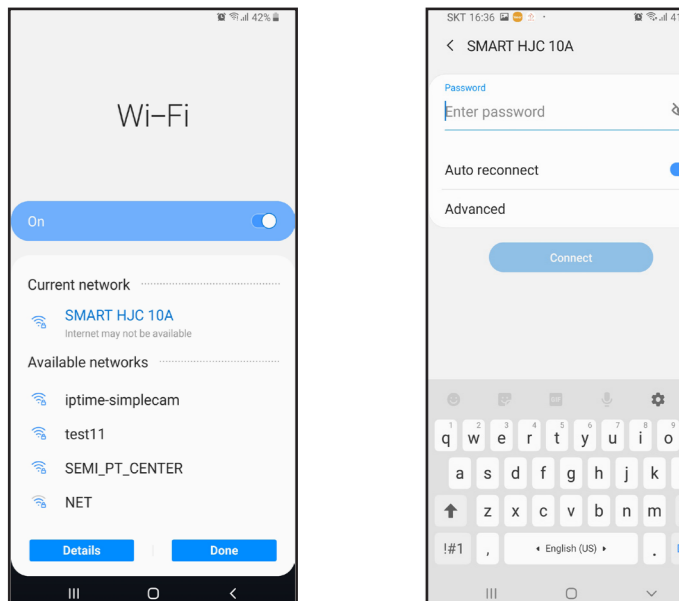 42%
Wi-Fi
On
Current network
SMART HJC 10A
Internet may not be available
Available networks
iptime-simplecam
test11
SEMI_PT_CENTER
NET
Details
Done
SKT 16:36
41
SMART HJC 10A
Password
Enter password
Auto reconnect
Advanced
Connect
1 2 3 4 5 6 7 8 9
q w e r t y u i o
a s d f g h j k
z x c v b n m
!#1 , English (US) .